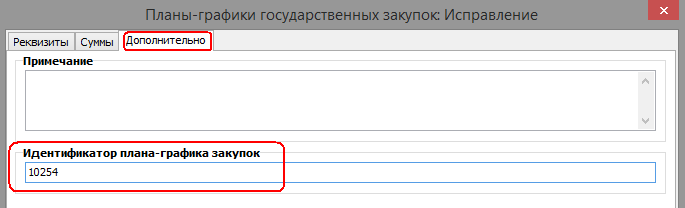 Планы-графики государственных закупок: Исправление
Реквизиты Суммы Дополнительно
Примечание
Идентификатор плана-графика закупок
10254